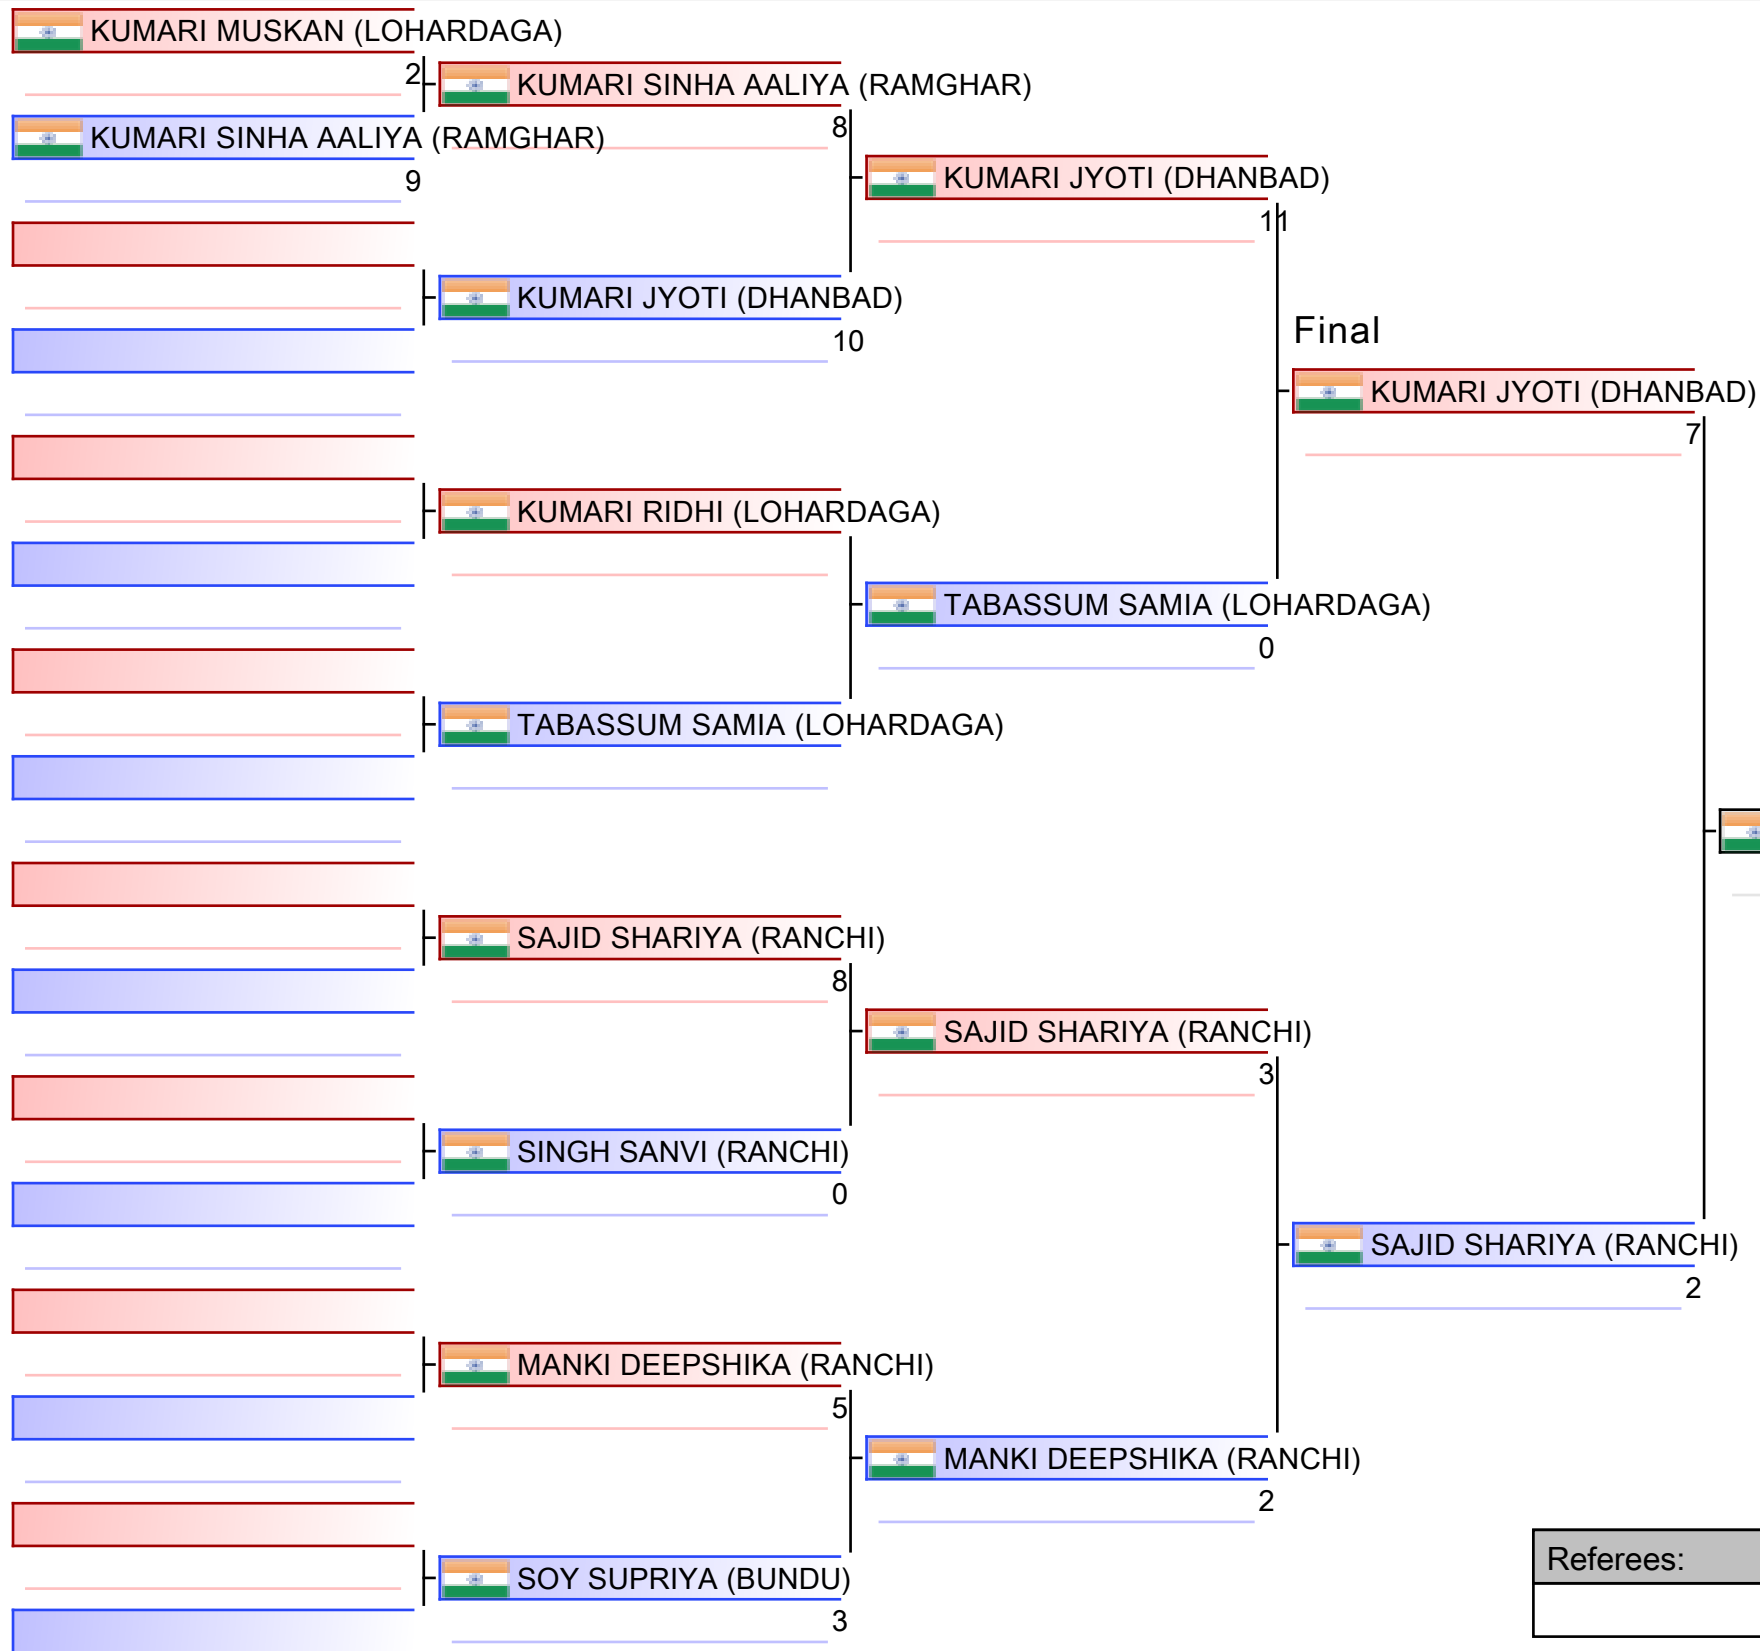 KUMARI MUSKAN (LOHARDAGA)
2
KUMARI SINHA AALIYA (RAMGHAR)
9
KUMARI SINHA AALIYA (RAMGHAR)
8
KUMARI JYOTI (DHANBAD)
10
KUMARI RIDHI (LOHARDAGA)
TABASSUM SAMIA (LOHARDAGA)
SAJID SHARIYA (RANCHI)
8
SINGH SANVI (RANCHI)
0
MANKI DEEPSHIKA (RANCHI)
5
SOY SUPRIYA (BUNDU)
3
KUMARI JYOTI (DHANBAD)
11
TABASSUM SAMIA (LOHARDAGA)
0
SAJID SHARIYA (RANCHI)
3
MANKI DEEPSHIKA (RANCHI)
2
Final
KUMARI JYOTI (DHANBAD)
7
SAJID SHARIYA (RANCHI)
2
Referees: